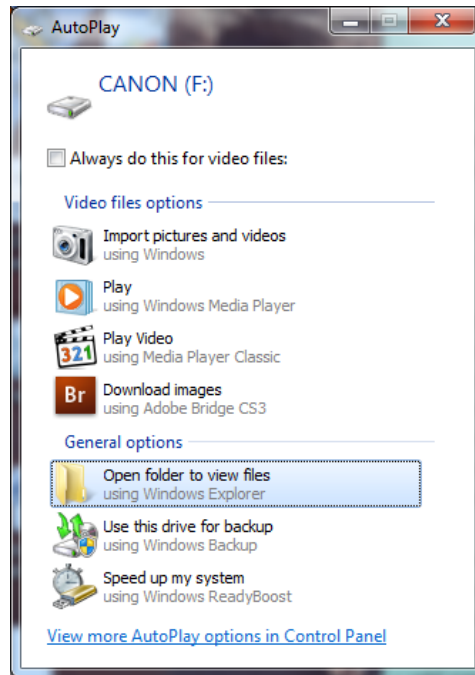 AutoPlay
CANON (F:)
Always do this for video files:
Video files options
Import pictures and videos
using Windows
Play
using Windows Media Player
321
Play Video
using Media Player Classic
Br
Download images
using Adobe Bridge CS3
General options
Open folder to view files
using Windows Explorer
Use this drive for backup
using Windows Backup
Speed up my system
using Windows ReadyBoost
View more AutoPlay options in Control Panel